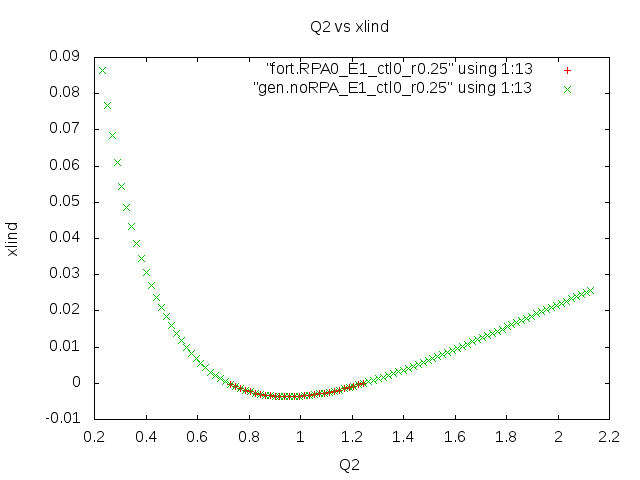 Q2 vs xlind
"fort.RPA0_E1_ctl0_r0.25" using 1:13
"gen.noRPA_E1_ctl0_r0.25" using 1:13
xlind
0.09
0.08
0.07
0.06
0.05
0.04
0.03
0.02
0.01
0
-0.01
0.2 0.4 0.6 0.8 1 1.2 1.4 1.6 1.8 2 2.2
Q2